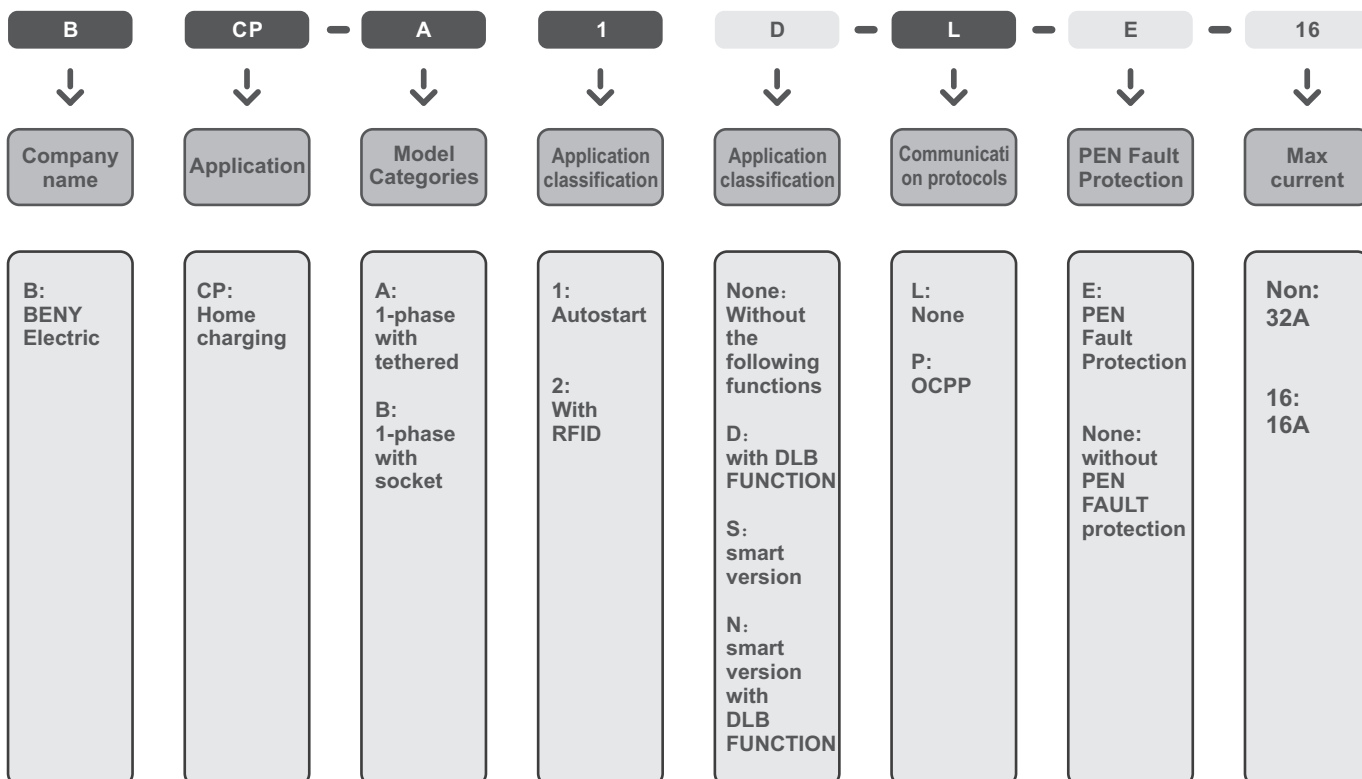 B CP – A 1 D – L – E – 16
Company
name
Application
Model
Categories
Application
classification
Application
classification
Communicati
on protocols
PEN Fault
Protection
Max
current
B:
BENY
Electric
CP:
Home
charging
A:
1-phase
with
tethered
B:
1-phase
with
socket
1:
Autostart
2:
With
RFID
None：
Without
the
following
functions
D：
with DLB
FUNCTION
S：
smart
version
N：
smart
version
with
DLB
FUNCTION
L:
None
P:
OCPP
E:
PEN
Fault
Protection
None:
without
PEN
FAULT
protection
Non:
32A
16:
16A